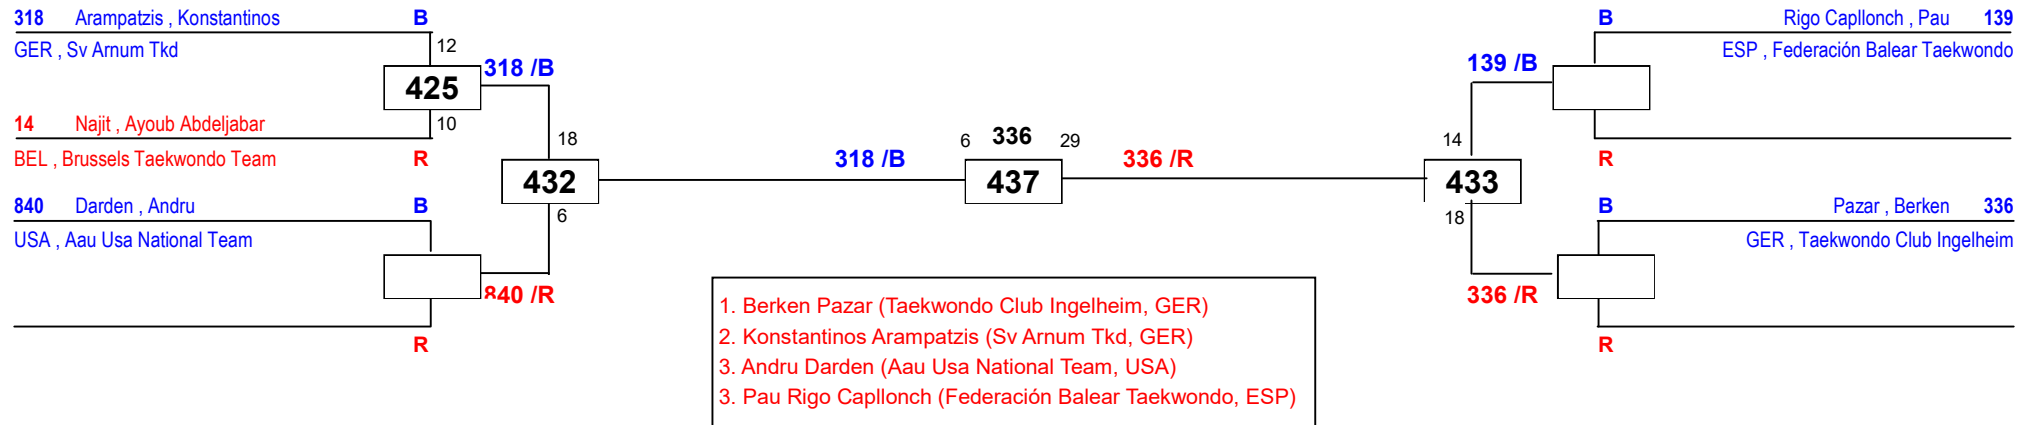 318 Arampatzis , Konstantinos B
GER , Sv Arnum Tkd
12
425
318 /B
10
14 Najit , Ayoub Abdeljabar
BEL , Brussels Taekwondo Team R
18
432
6
840 Darden , Andru B
USA , Aau Usa National Team
840 /R
R
318 /B
6 336 29
437
336 /R
B Rigo Capllonch , Pau 139
ESP , Federación Balear Taekwondo
139 /B
R
14
433
18
B Pazar , Berken 336
GER , Taekwondo Club Ingelheim
336 /R
R
1. Berken Pazar (Taekwondo Club Ingelheim, GER)
2. Konstantinos Arampatzis (Sv Arnum Tkd, GER)
3. Andru Darden (Aau Usa National Team, USA)
3. Pau Rigo Capllonch (Federación Balear Taekwondo, ESP)